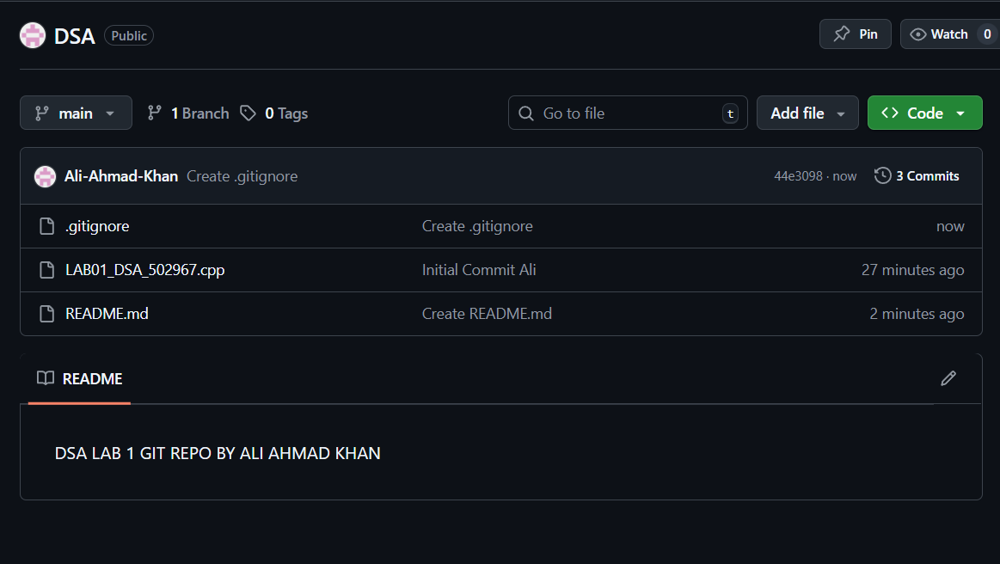 DSA Public Pin Watch 0
main 1 Branch 0 Tags Go to file t Add file Code
Ali-Ahmad-Khan Create .gitignore 44e3098 · now 3 Commits
.gitignore Create .gitignore now
LAB01_DSA_502967.cpp Initial Commit Ali 27 minutes ago
README.md Create README.md 2 minutes ago
README
DSA LAB 1 GIT REPO BY ALI AHMAD KHAN